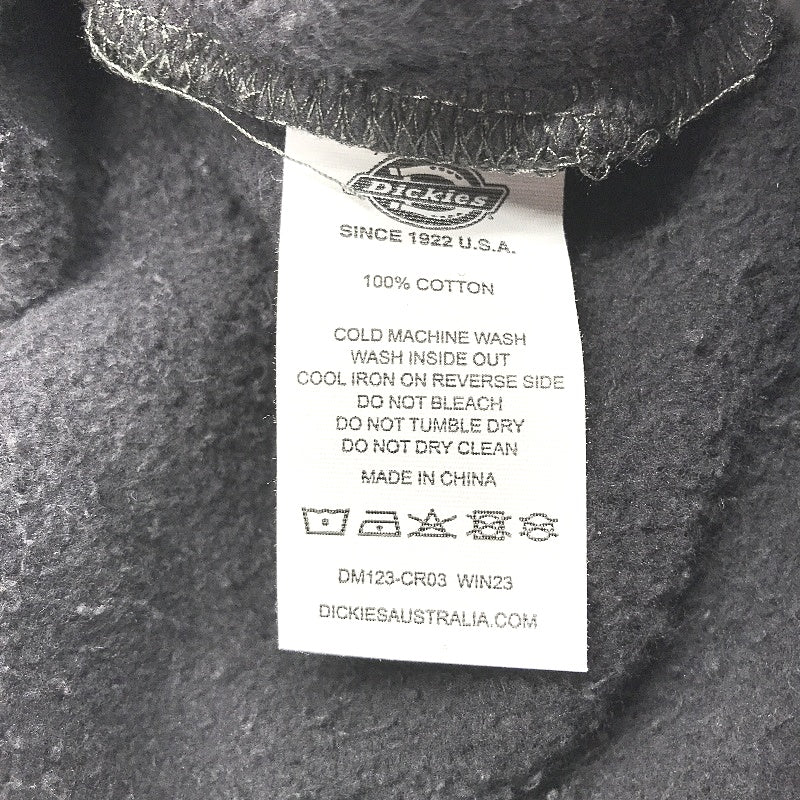 Dickies
SINCE 1922 U.S.A.
100% COTTON
COLD MACHINE WASH
WASH INSIDE OUT
COOL IRON ON REVERSE SIDE
DO NOT BLEACH
DO NOT TUMBLE DRY
DO NOT DRY CLEAN
MADE IN CHINA
DM123-CR03 WIN23
DICKIESAUSTRALIA.COM